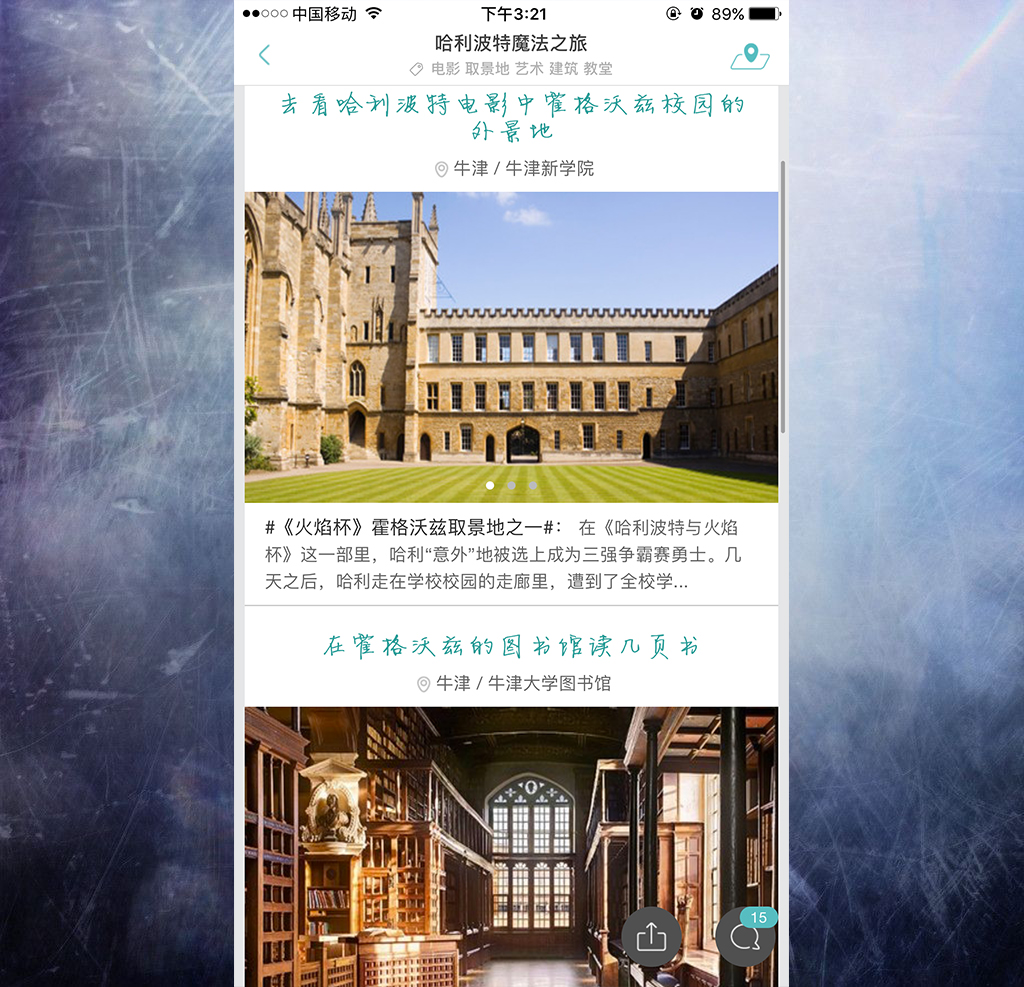 中国移动 下午3:21 89%
哈利波特魔法之旅
电影 取景地 艺术 建筑 教堂
去看哈利波特电影中霍格沃兹校园的
外景地
牛津 / 牛津新学院
#《火焰杯》霍格沃兹取景地之一#： 在《哈利波特与火焰
杯》这一部里，哈利“意外”地被选上成为三强争霸赛勇士。几
天之后，哈利走在学校校园的走廊里，遭到了全校学...
在霍格沃兹的图书馆读几页书
牛津 / 牛津大学图书馆
15